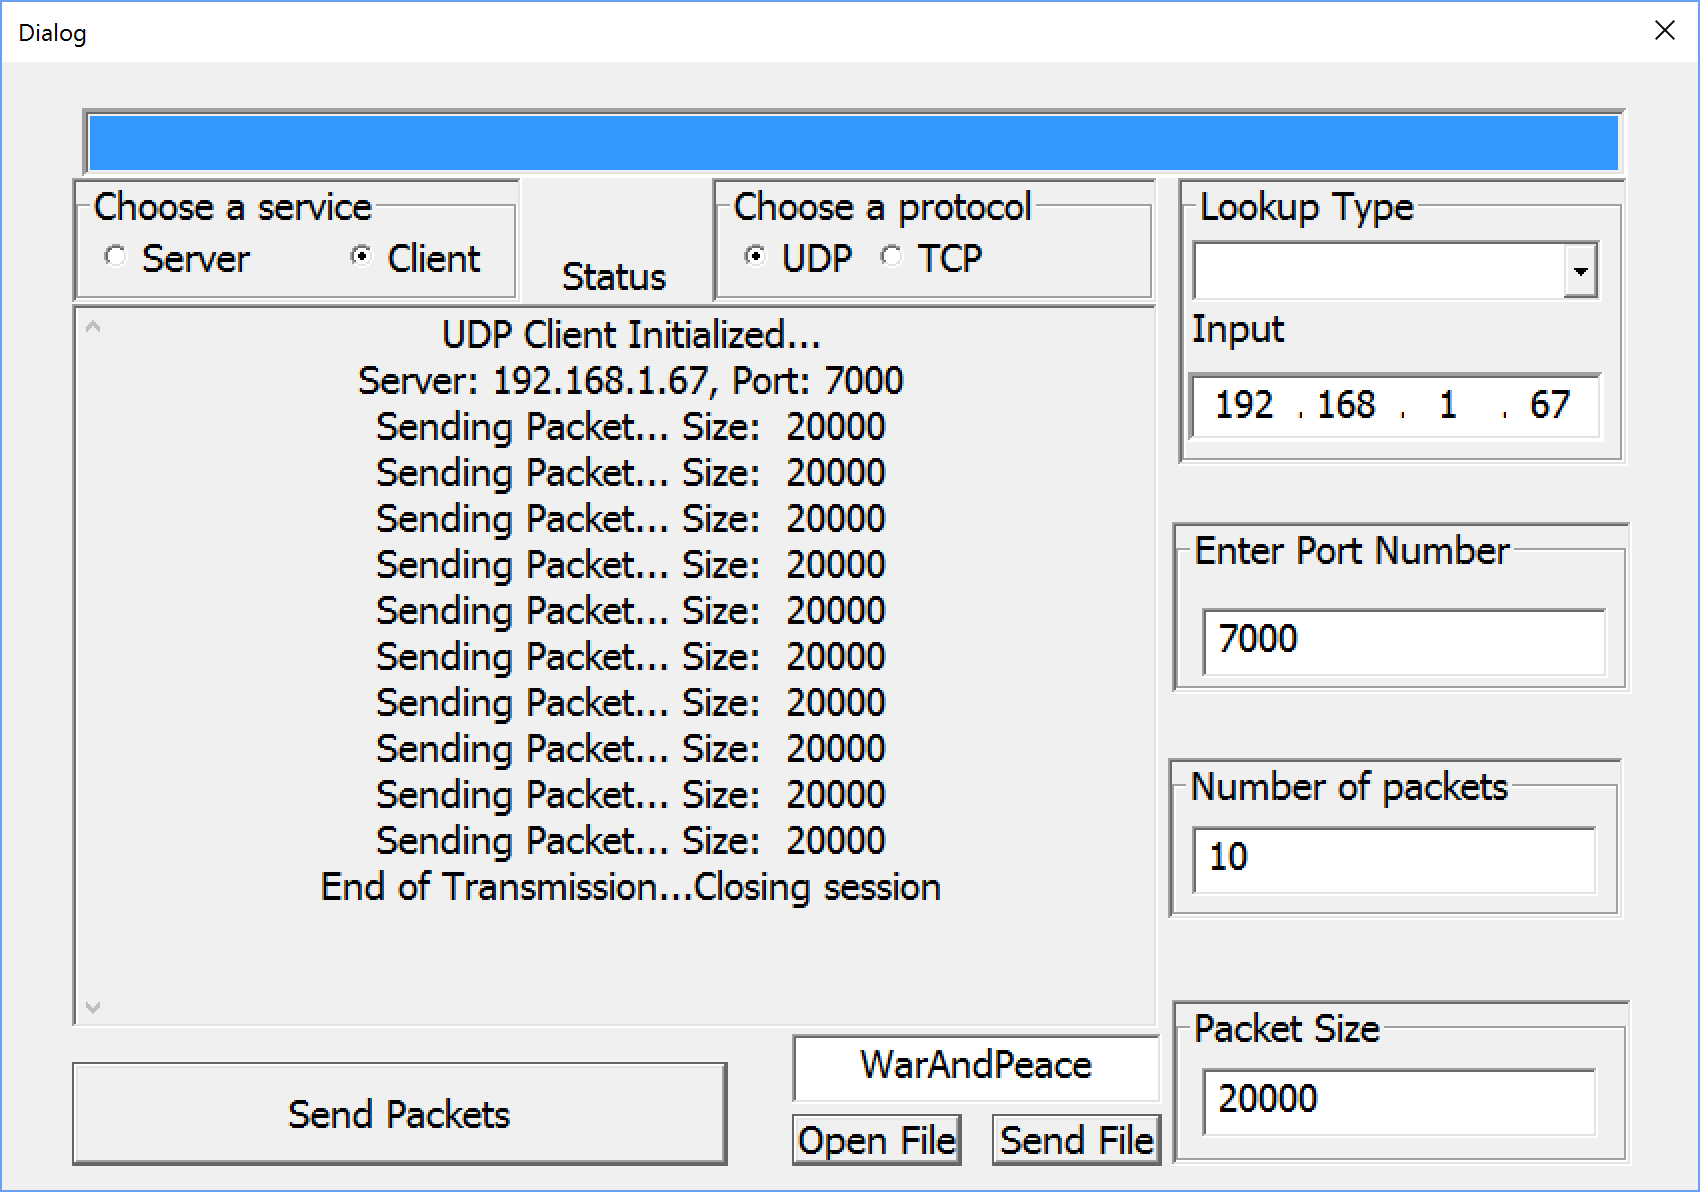 Dialog
Choose a service
Server Client
Status
Choose a protocol
UDP TCP
Lookup Type
Input
192 . 168 . 1 . 67
UDP Client Initialized...
Server: 192.168.1.67, Port: 7000
Sending Packet... Size: 20000
Sending Packet... Size: 20000
Sending Packet... Size: 20000
Sending Packet... Size: 20000
Sending Packet... Size: 20000
Sending Packet... Size: 20000
Sending Packet... Size: 20000
Sending Packet... Size: 20000
Sending Packet... Size: 20000
Sending Packet... Size: 20000
End of Transmission...Closing session
Enter Port Number
7000
Number of packets
10
Packet Size
20000
Send Packets
WarAndPeace
Open File
Send File